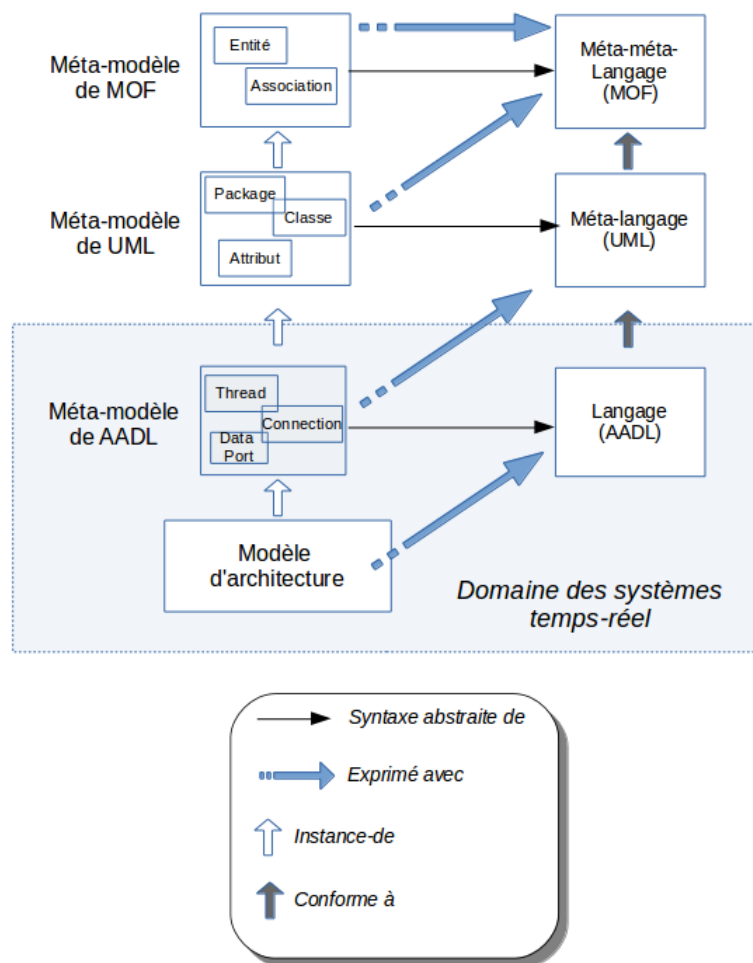 Méta-modèle
de MOF
Entité
Association
Méta-méta-
Langage
(MOF)
Méta-modèle
de UML
Package
Classe
Attribut
Méta-langage
(UML)
Méta-modèle
de AADL
Thread
Connection
Data
Port
Langage
(AADL)
Modèle
d'architecture
Domaine des systèmes
temps-réel
Syntaxe abstraite de
Exprimé avec
Instance-de
Conforme à